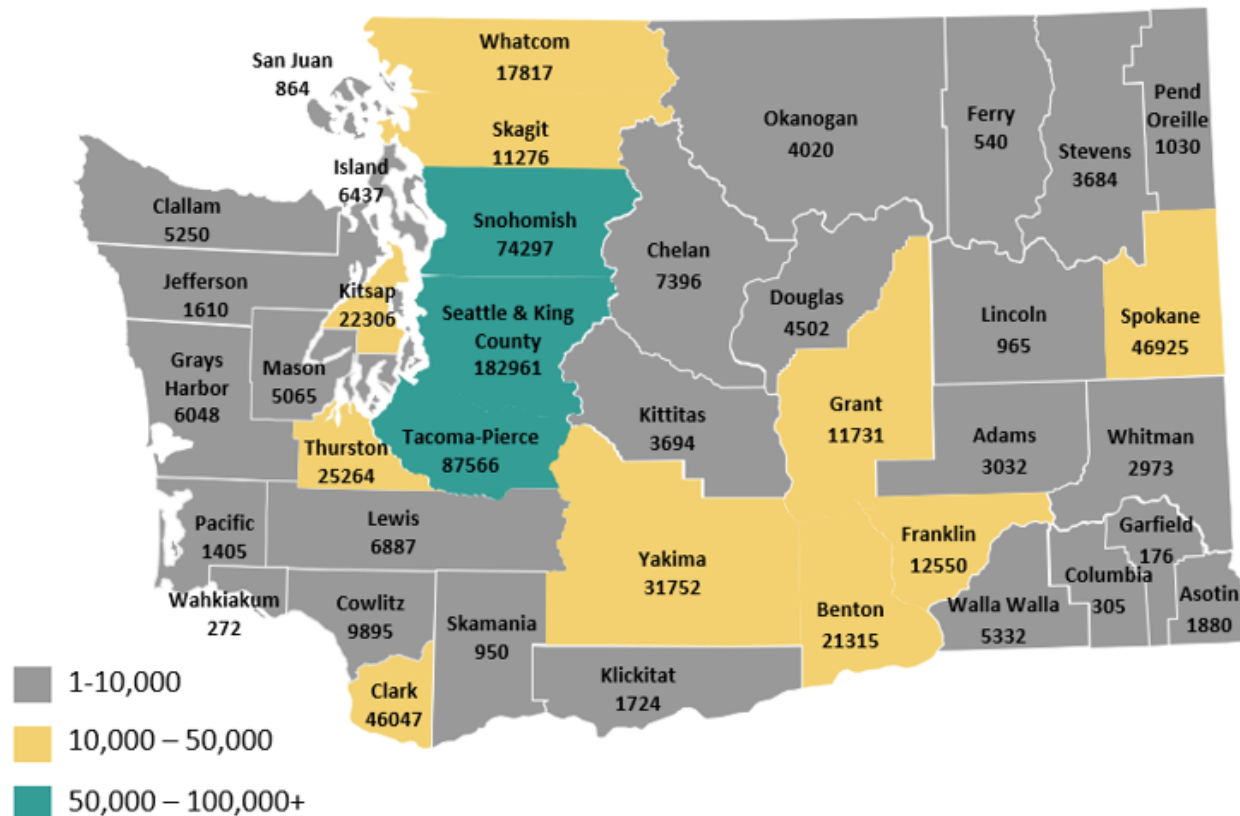 Whatcom
17817
San Juan
864
Skagit
11276
Island
6437
Okanogan
4020
Ferry
540
Stevens
3684
Pend
Oreille
1030
Clallam
5250
Snohomish
74297
Chelan
7396
Jefferson
1610
Kitsap
22306
Douglas
4502
Lincoln
965
Spokane
46925
Seattle & King
County
182961
Grays
Harbor
6048
Mason
5065
Kittitas
3694
Grant
11731
Adams
3032
Whitman
2973
Thurston
25264
Tacoma-Pierce
87566
Pacific
1405
Lewis
6887
Yakima
31752
Franklin
12550
Garfield
176
Columbia
305
Asotin
1880
Wahkiakum
272
Cowlitz
9895
Skamania
950
Benton
21315
Walla Walla
5332
Klickitat
1724
Clark
46047
1-10,000
10,000 – 50,000
50,000 – 100,000+